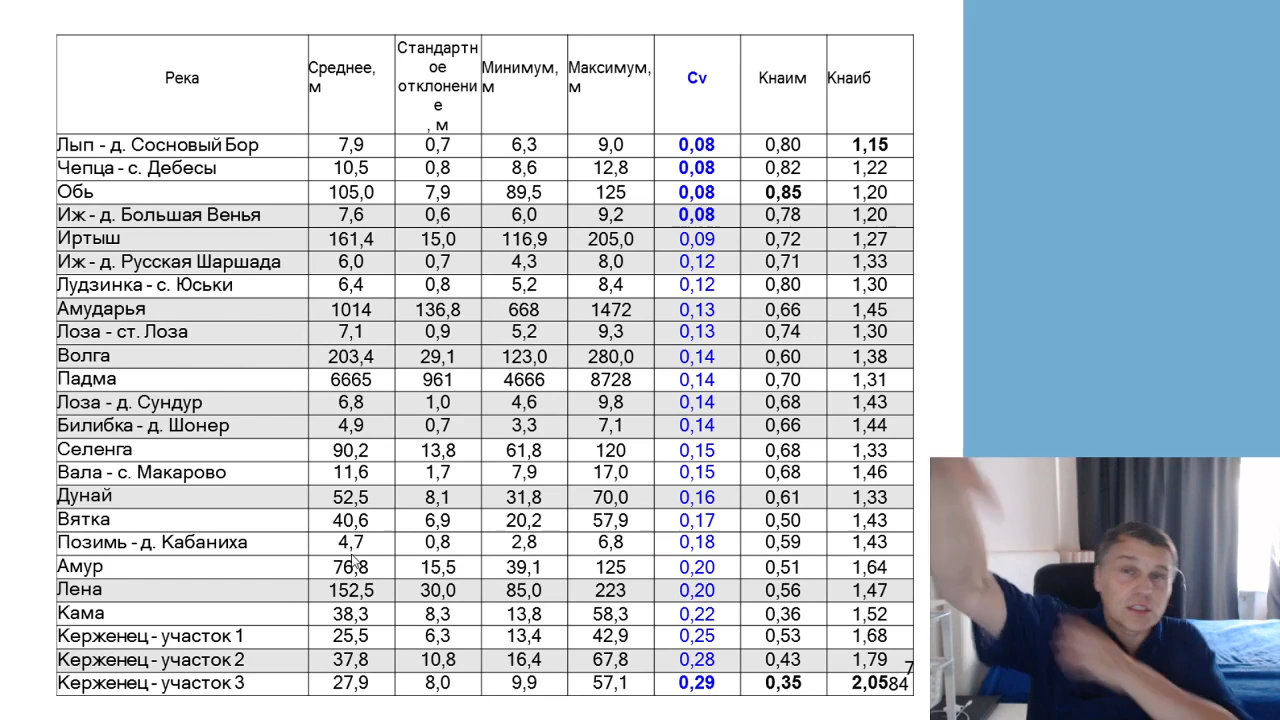 Река Среднее, м Стандартное отклонение, м Минимум, м Максимум, м Cv Кнаим Кнаиб
Лып - д. Сосновый Бор 7,9 0,7 6,3 9,0 0,08 0,80 1,15
Чепца - с. Дебесы 10,5 0,8 8,6 12,8 0,08 0,82 1,22
Обь 105,0 7,9 89,5 125 0,08 0,85 1,20
Иж - д. Большая Венья 7,6 0,6 6,0 9,2 0,08 0,78 1,20
Иртыш 161,4 15,0 116,9 205,0 0,09 0,72 1,27
Иж - д. Русская Шаршада 6,0 0,7 4,3 8,0 0,12 0,71 1,33
Лудзинка - с. Юськи 6,4 0,8 5,2 8,4 0,12 0,80 1,30
Амударья 1014 136,8 668 1472 0,13 0,66 1,45
Лоза - ст. Лоза 7,1 0,9 5,2 9,3 0,13 0,74 1,30
Волга 203,4 29,1 123,0 280,0 0,14 0,60 1,38
Падма 6665 961 4666 8728 0,14 0,70 1,31
Лоза - д. Сундур 6,8 1,0 4,6 9,8 0,14 0,68 1,43
Билибка - д. Шонер 4,9 0,7 3,3 7,1 0,14 0,66 1,44
Селенга 90,2 13,8 61,8 120 0,15 0,68 1,33
Вала - с. Макарово 11,6 1,7 7,9 17,0 0,15 0,68 1,46
Дунай 52,5 8,1 31,8 70,0 0,16 0,61 1,33
Вятка 40,6 6,9 20,2 57,9 0,17 0,50 1,43
Позимь - д. Кабаниха 4,7 0,8 2,8 6,8 0,18 0,59 1,43
Амур 76,8 15,5 39,1 125 0,20 0,51 1,64
Лена 152,5 30,0 85,0 223 0,20 0,56 1,47
Кама 38,3 8,3 13,8 58,3 0,22 0,36 1,52
Керженец - участок 1 25,5 6,3 13,4 42,9 0,25 0,53 1,68
Керженец - участок 2 37,8 10,8 16,4 67,8 0,28 0,43 1,79
Керженец - участок 3 27,9 8,0 9,9 57,1 0,29 0,35 2,05
7
84